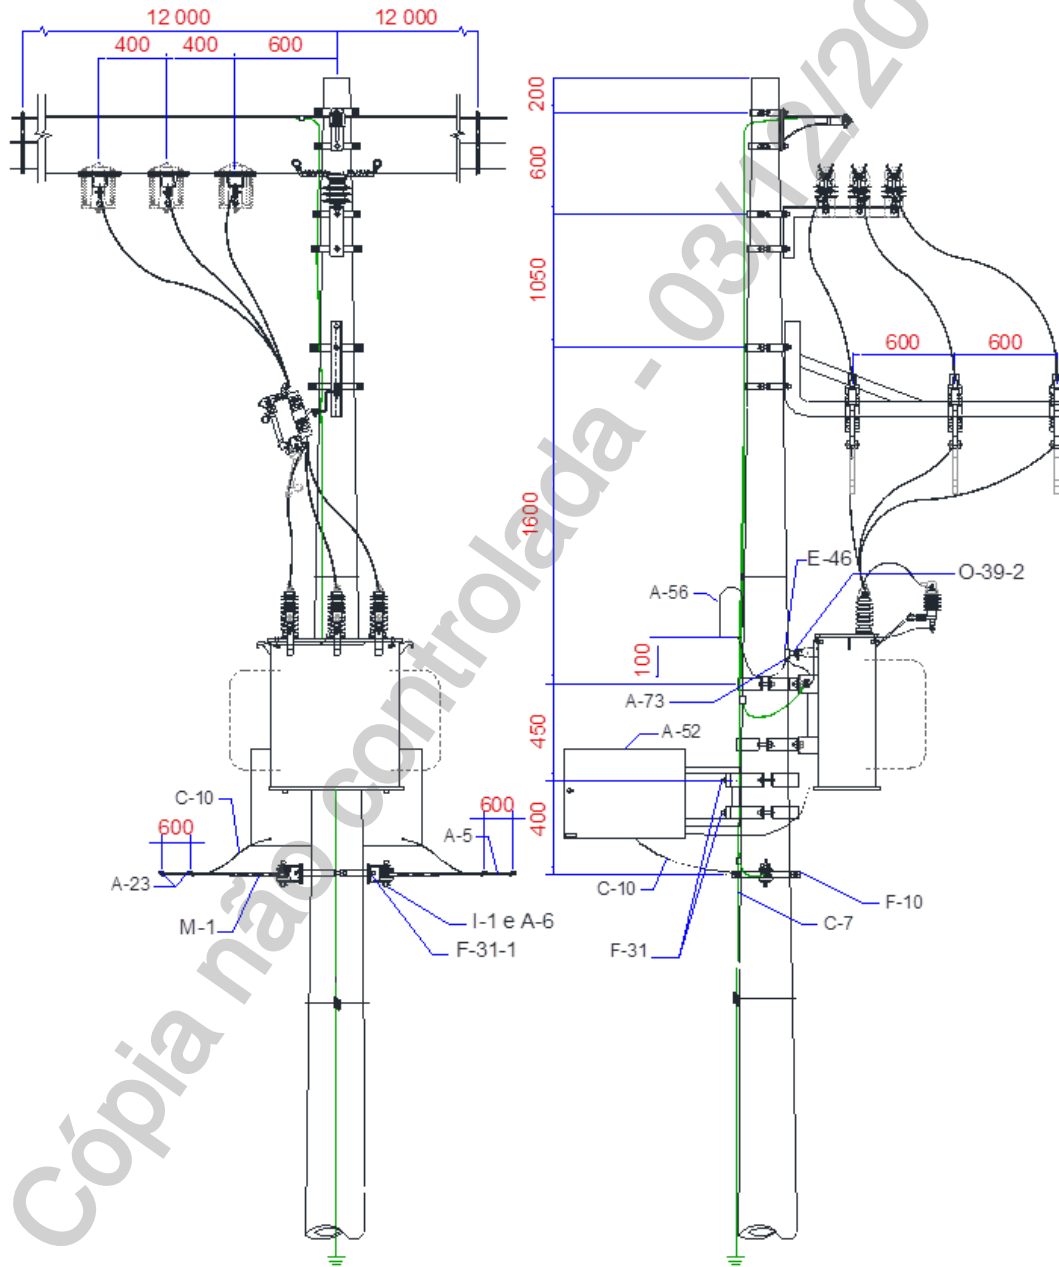 12 000
12 000
400
400
600
200
600
1050
600
600
1600
E-46
O-39-2
A-56
100
A-73
450
A-52
C-10
600
600
400
A-5
A-23
C-10
M-1
I-1 e A-6
F-10
F-31-1
F-31
C-7
Cópia não controlada - 03/12/20